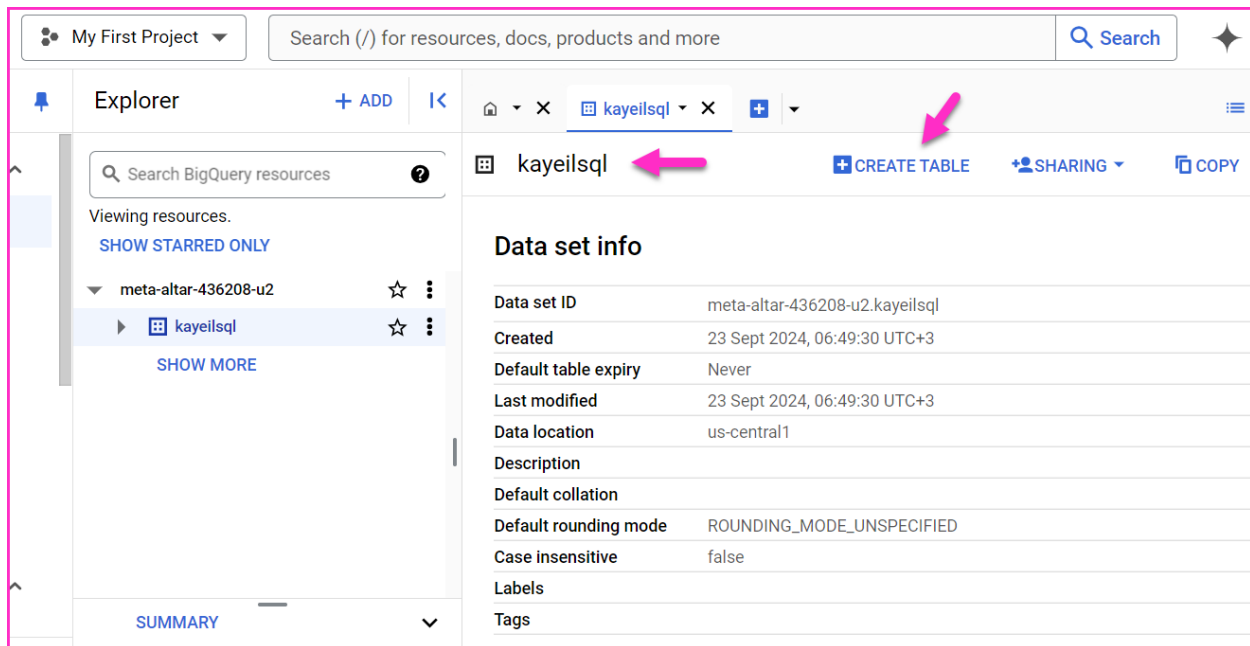 My First Project
Search (/) for resources, docs, products and more
Search
Explorer
+ ADD
kayeilsql
Search BigQuery resources
?
Viewing resources.
SHOW STARRED ONLY
meta-altar-436208-u2
kayeilsql
SHOW MORE
SUMMARY
kayeilsql
CREATE TABLE
SHARING
COPY
Data set info
Data set ID meta-altar-436208-u2.kayeilsql
Created 23 Sept 2024, 06:49:30 UTC+3
Default table expiry Never
Last modified 23 Sept 2024, 06:49:30 UTC+3
Data location us-central1
Description
Default collation
Default rounding mode ROUNDING_MODE_UNSPECIFIED
Case insensitive false
Labels
Tags